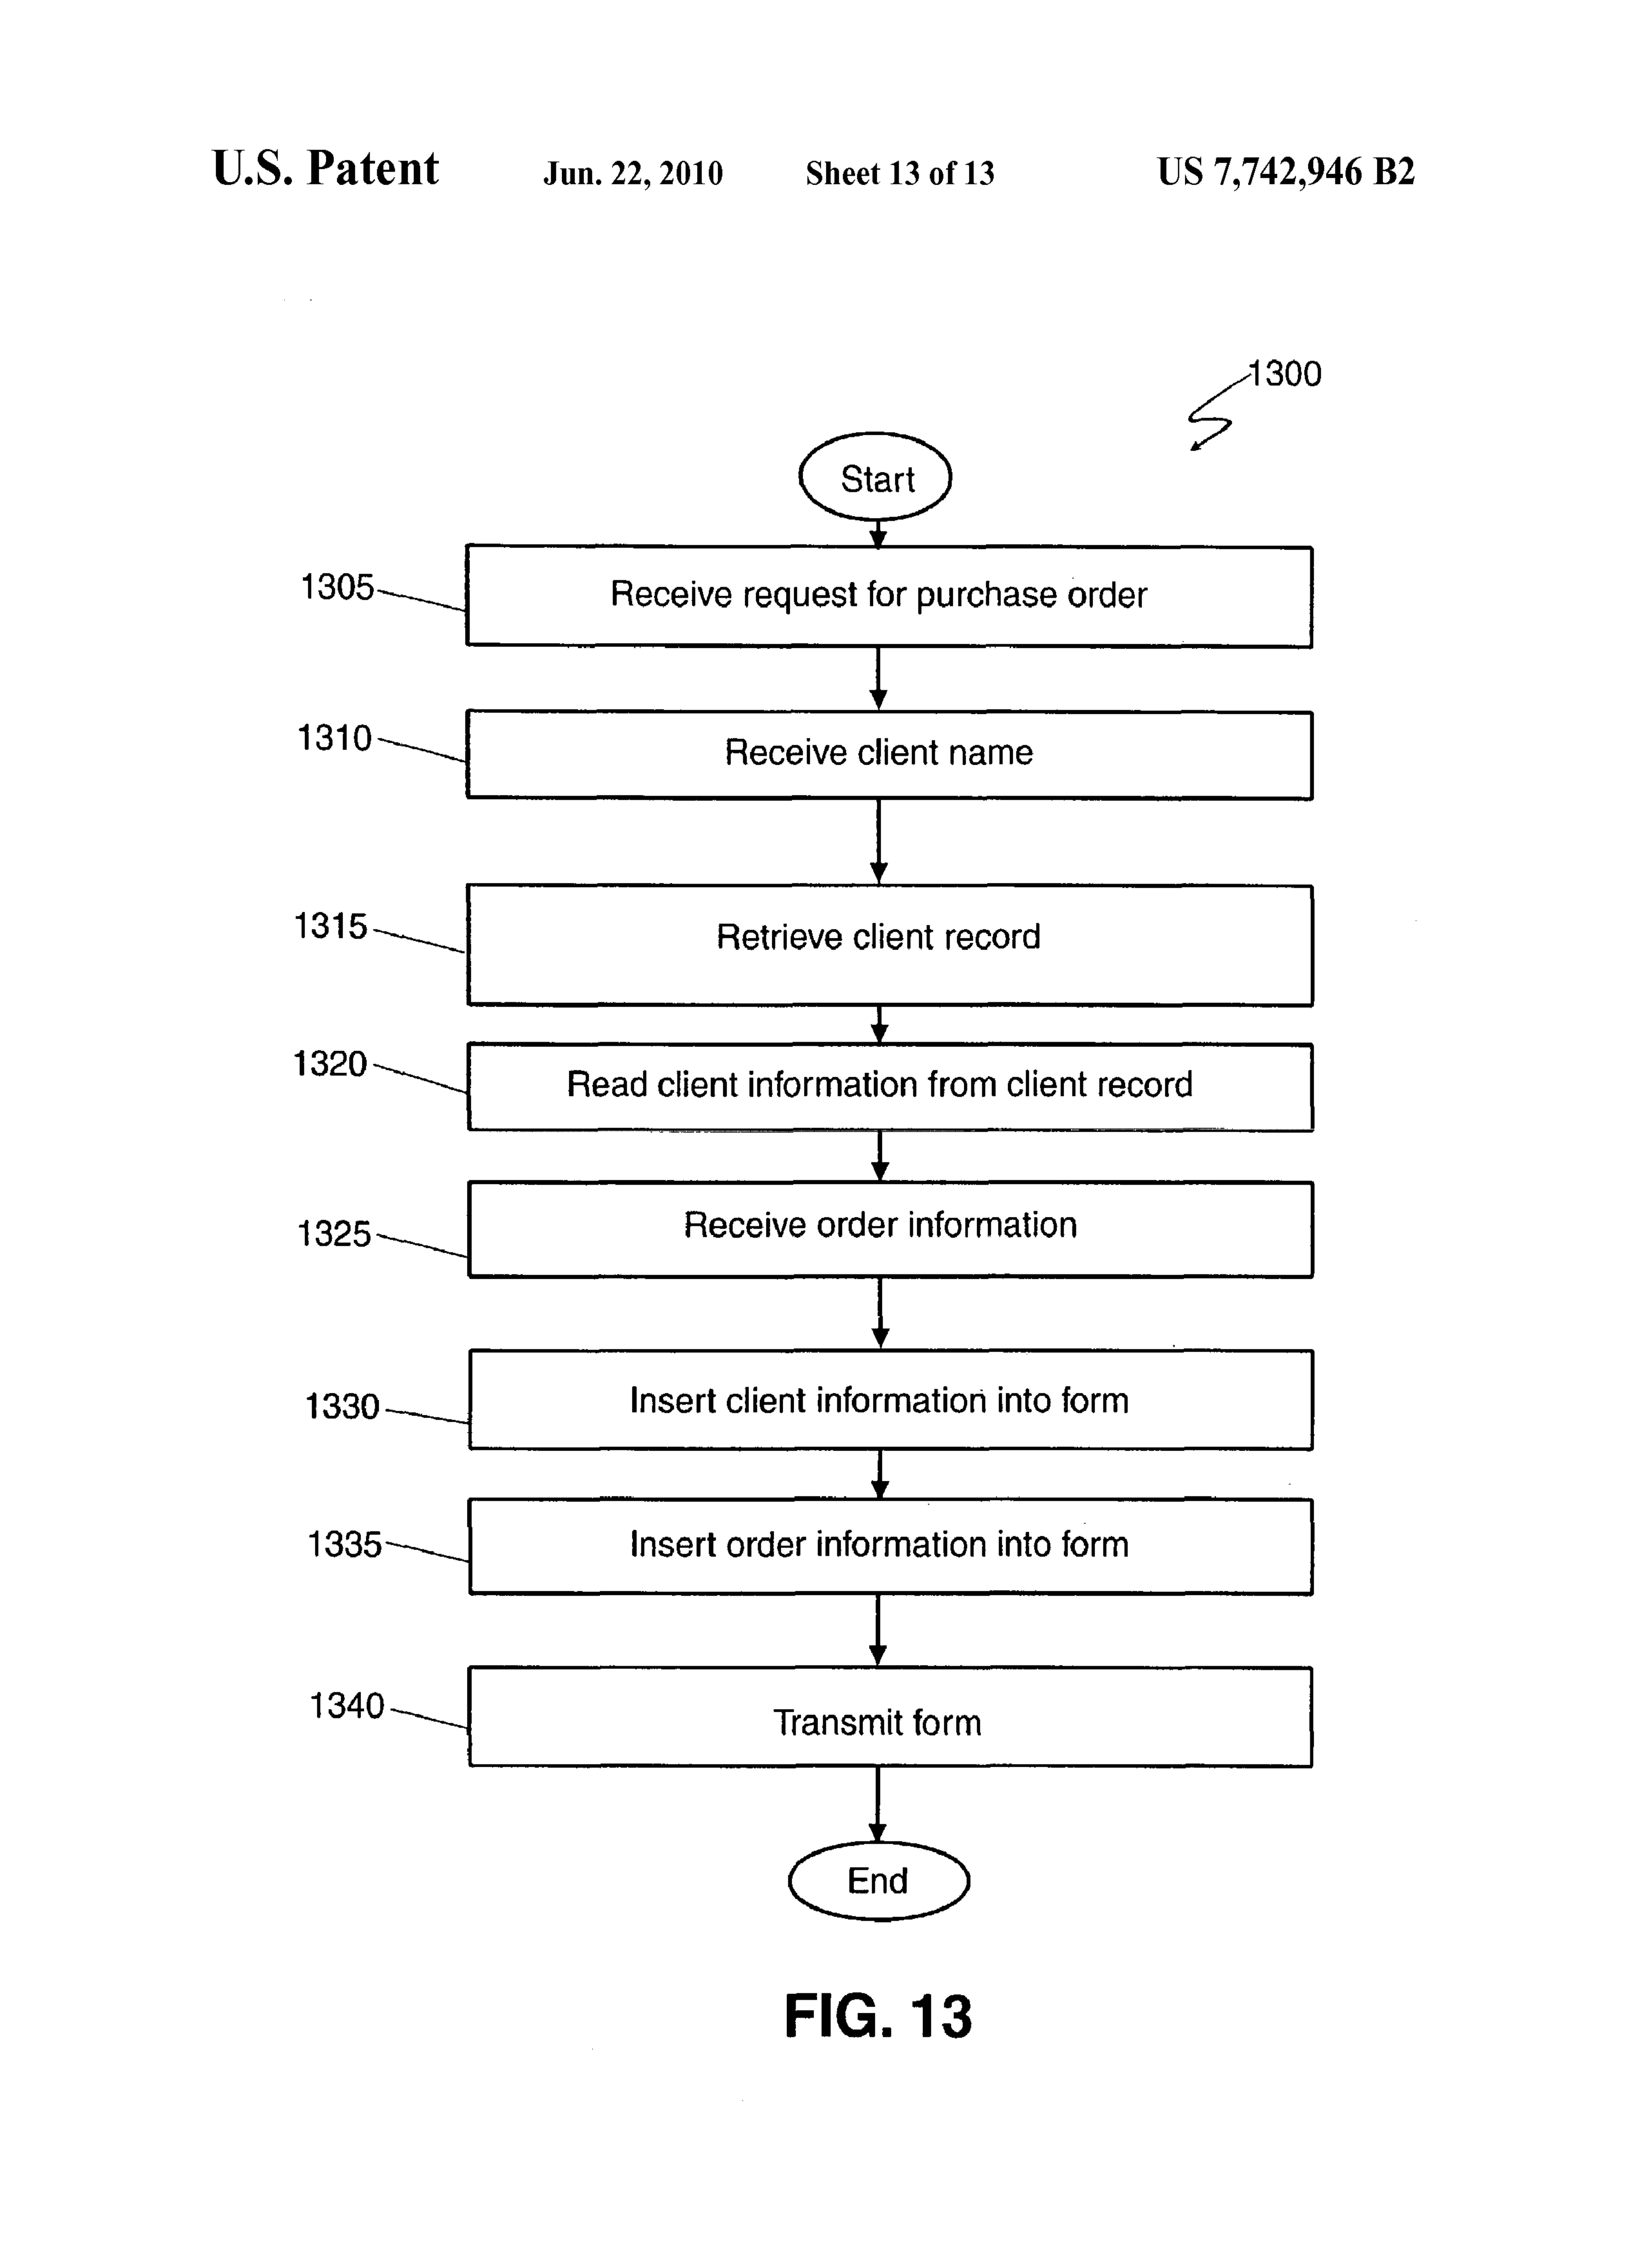 U.S. Patent Jun. 22, 2010 Sheet 13 of 13 US 7,742,946 B2
1300
Start
1305 Receive request for purchase order
1310 Receive client name
1315 Retrieve client record
1320 Read client information from client record
1325 Receive order information
1330 Insert client information into form
1335 Insert order information into form
1340 Transmit form
End
FIG. 13